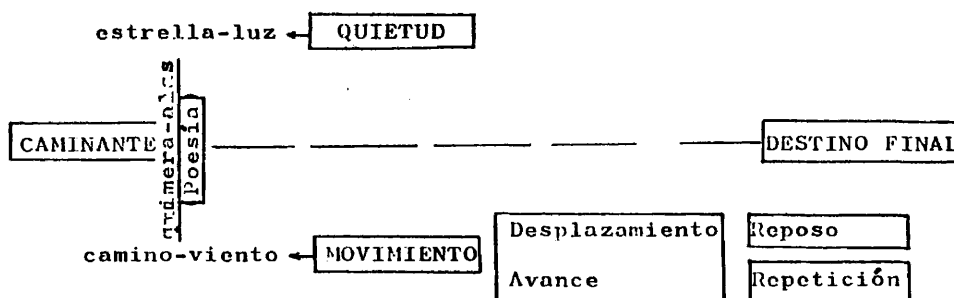 estrella-luz QUIETUD
CAMINANTE
Poesía
DESTINO FINAL
camino-viento MOVIMIENTO
Desplazamiento Reposo
Avance Repetición